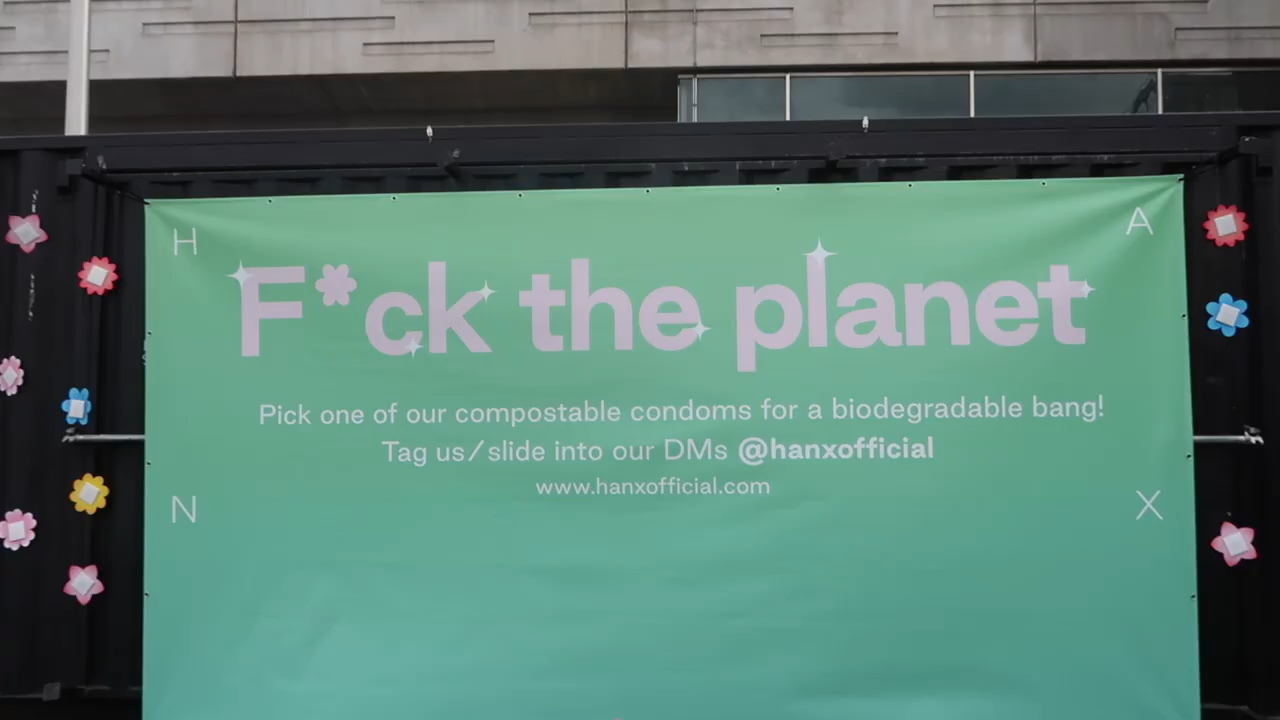 H A
F*ck the planet
Pick one of our compostable condoms for a biodegradable bang!
Tag us/slide into our DMs @hanxofficial
www.hanxofficial.com
N X